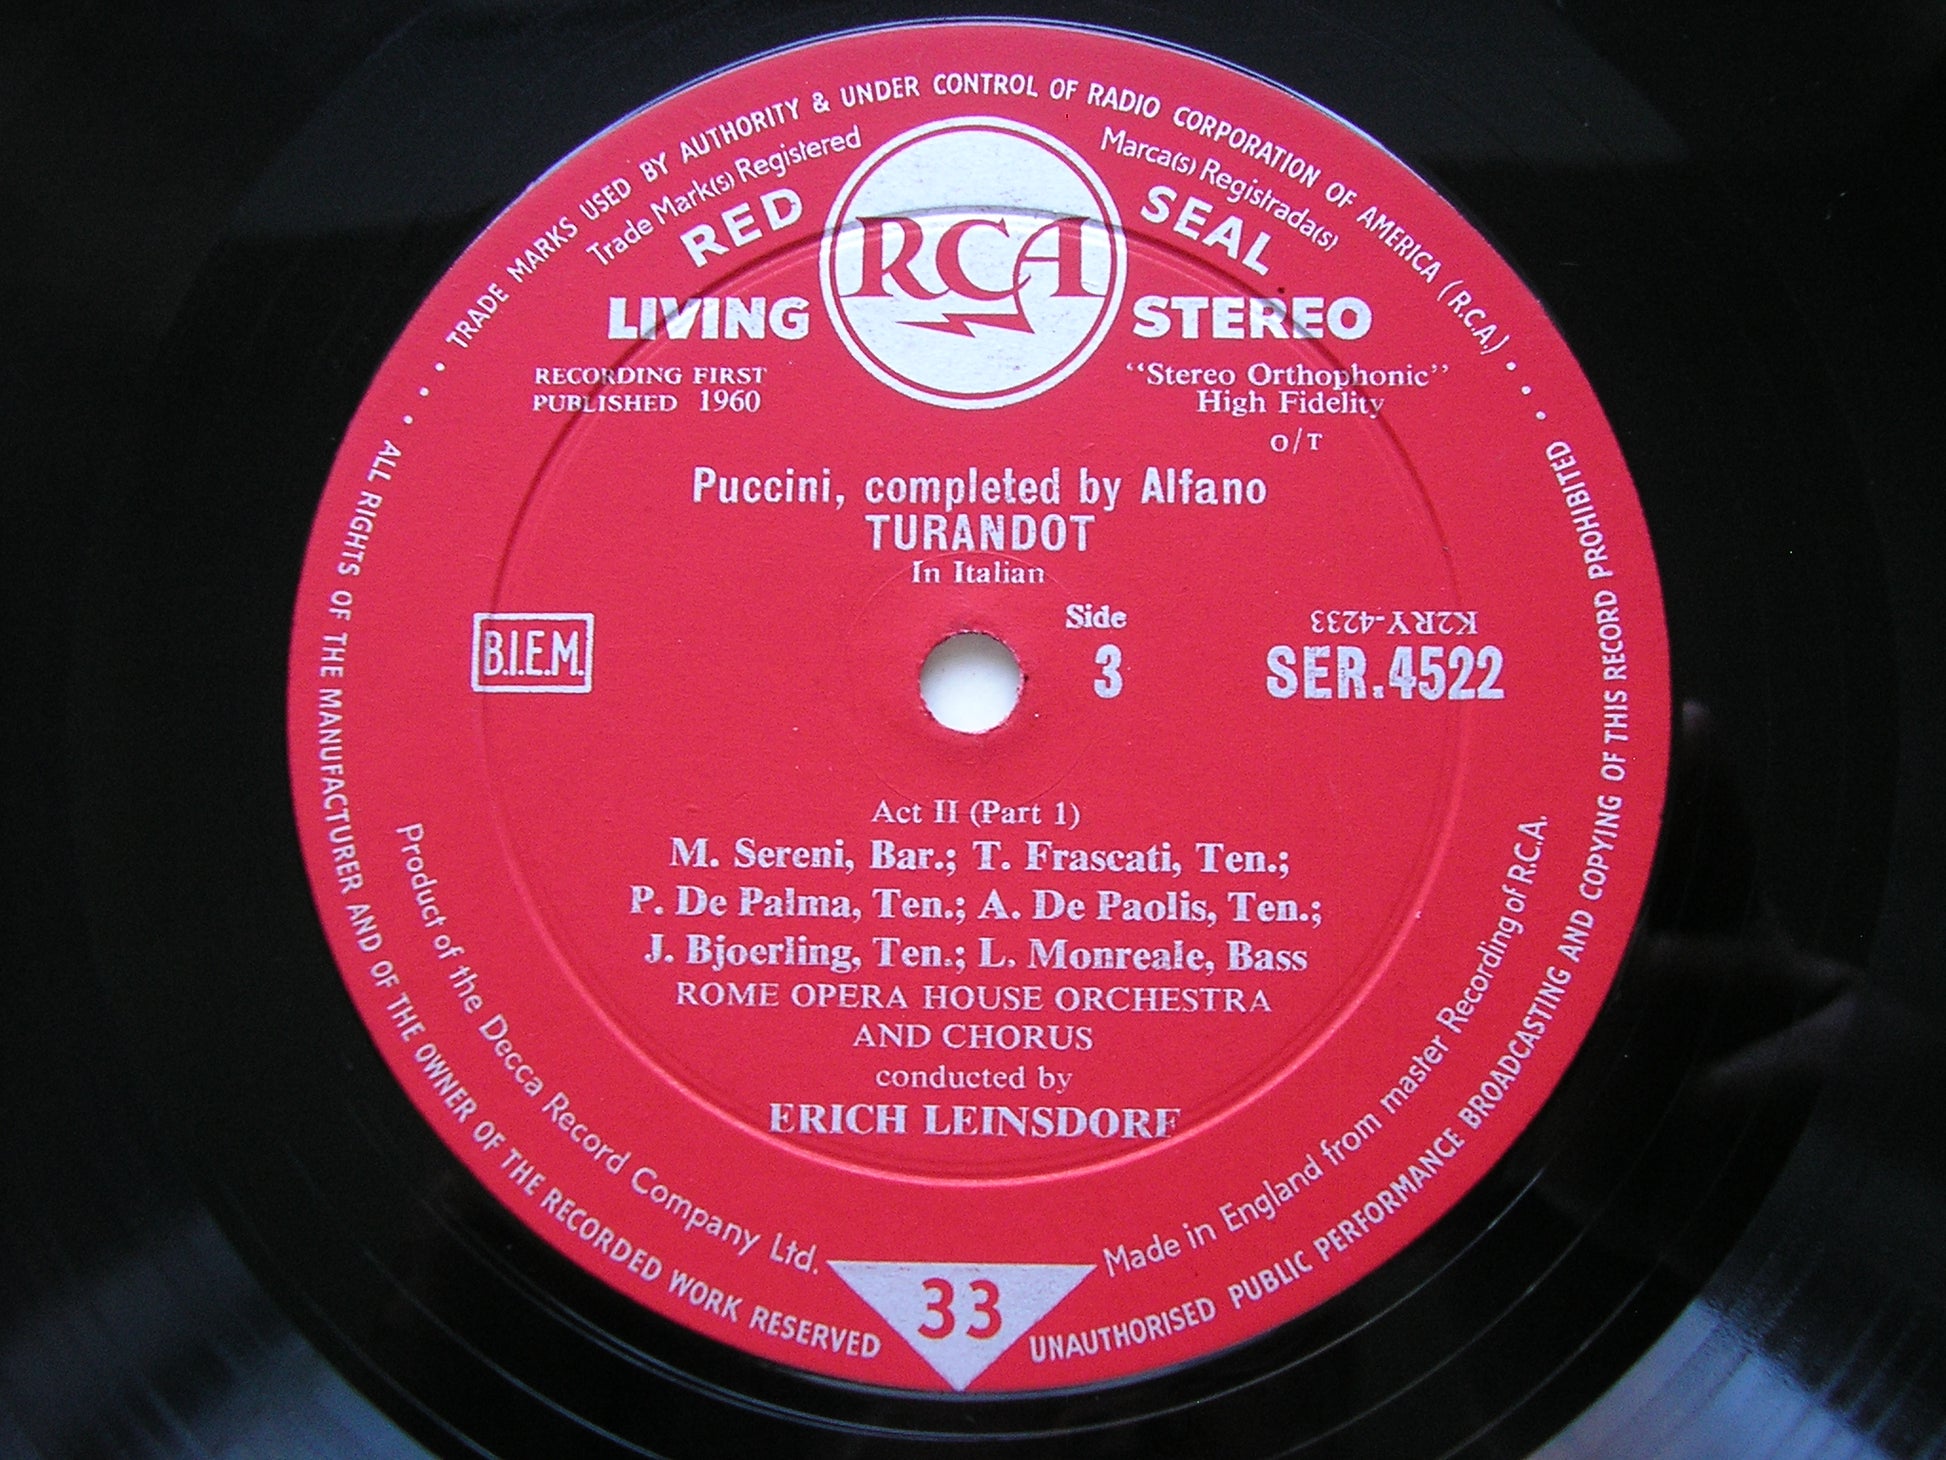 TRADE MARKS USED BY AUTHORITY & UNDER CONTROL OF RADIO CORPORATION OF AMERICA (R.C.A.)
Trade Mark(s) Registered
Marca(s) Registrada(s)
RED
SEAL
RCA
LIVING
STEREO
RECORDING FIRST
PUBLISHED 1960
"Stereo Orthophonic"
High Fidelity
O/T
Puccini, completed by Alfano
TURANDOT
In Italian
B.I.E.M.
Side
3
K2RY-4233
SER.4522
Act II (Part 1)
M. Sereni, Bar.; T. Frascati, Ten.;
P. De Palma, Ten.; A. De Paolis, Ten.;
J. Bjoerling, Ten.; L. Monreale, Bass
ROME OPERA HOUSE ORCHESTRA
AND CHORUS
conducted by
ERICH LEINSDORF
Product of the Decca Record Company Ltd.
33
Made in England from master Recording of R.C.A.
ALL RIGHTS OF THE MANUFACTURER AND OF THE OWNER OF THE RECORDED WORK RESERVED
UNAUTHORISED PUBLIC PERFORMANCE BROADCASTING AND COPYING OF THIS RECORD PROHIBITED